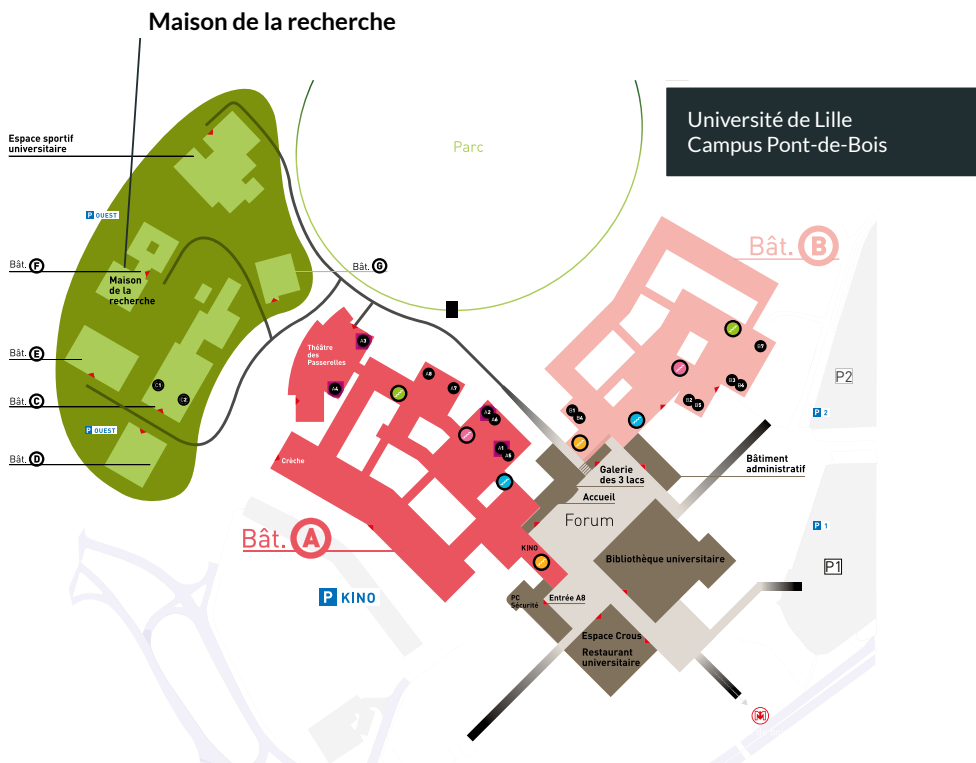 Maison de la recherche
Université de Lille
Campus Pont-de-Bois
Espace sportif
universitaire
Parc
P OUEST
Bât. B
Bât. F
Bât. G
Maison
de la
recherche
Bât. E
Théâtre
des
Passerelles
A3
A8
A7
A4
B7
B3
B6
B2
B5
P2
C1
C2
Bât. C
A2
A6
B1
B4
P 2
P OUEST
A1
A5
Bât. D
Crèche
Galerie
des 3 lacs
Bâtiment
administratif
Accueil
Forum
P 1
Bât. A
KINO
Bibliothèque universitaire
P1
P KINO
PC
Sécurité
Entrée A8
Espace Crous
Restaurant
universitaire